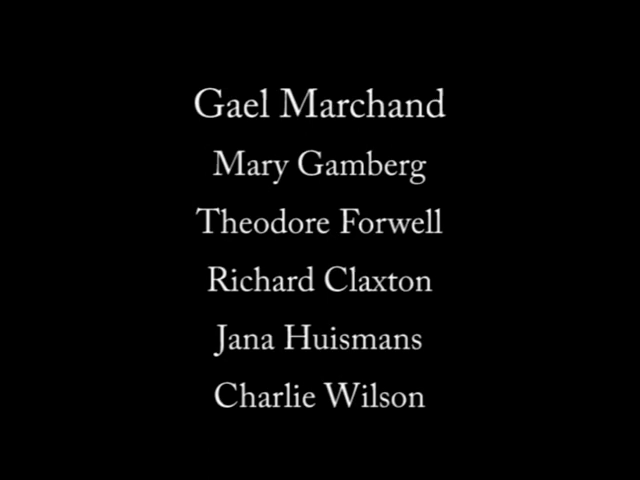 Gael Marchand
Mary Gamberg
Theodore Forwell
Richard Claxton
Jana Huismans
Charlie Wilson